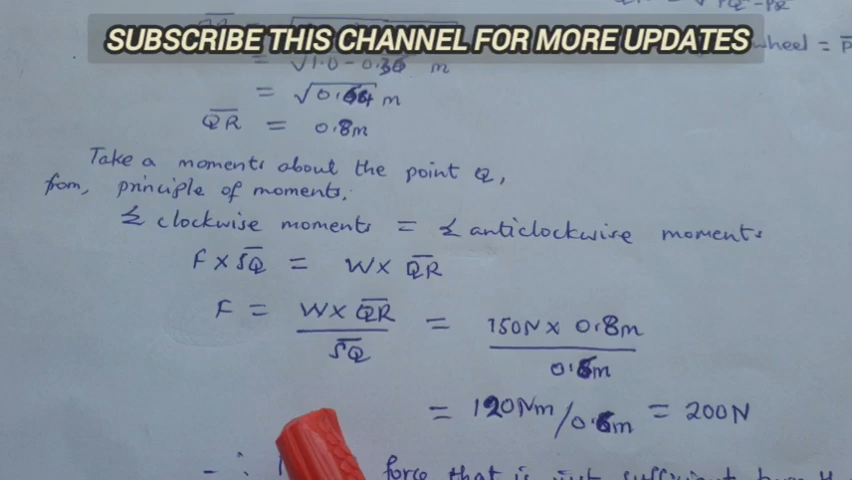 SUBSCRIBE THIS CHANNEL FOR MORE UPDATES
wheel =
= √1.0 - 0.36 m
= √0.64 m
QR = 0.8m
Take a moments about the point Q,
from, principle of moments,
Σ clockwise moments = Σ anticlockwise moments.
F × SQ = W × QR
F = W × QR / SQ = 150N × 0.8m / 0.6m
= 120Nm / 0.6m = 200N
force that is just sufficient